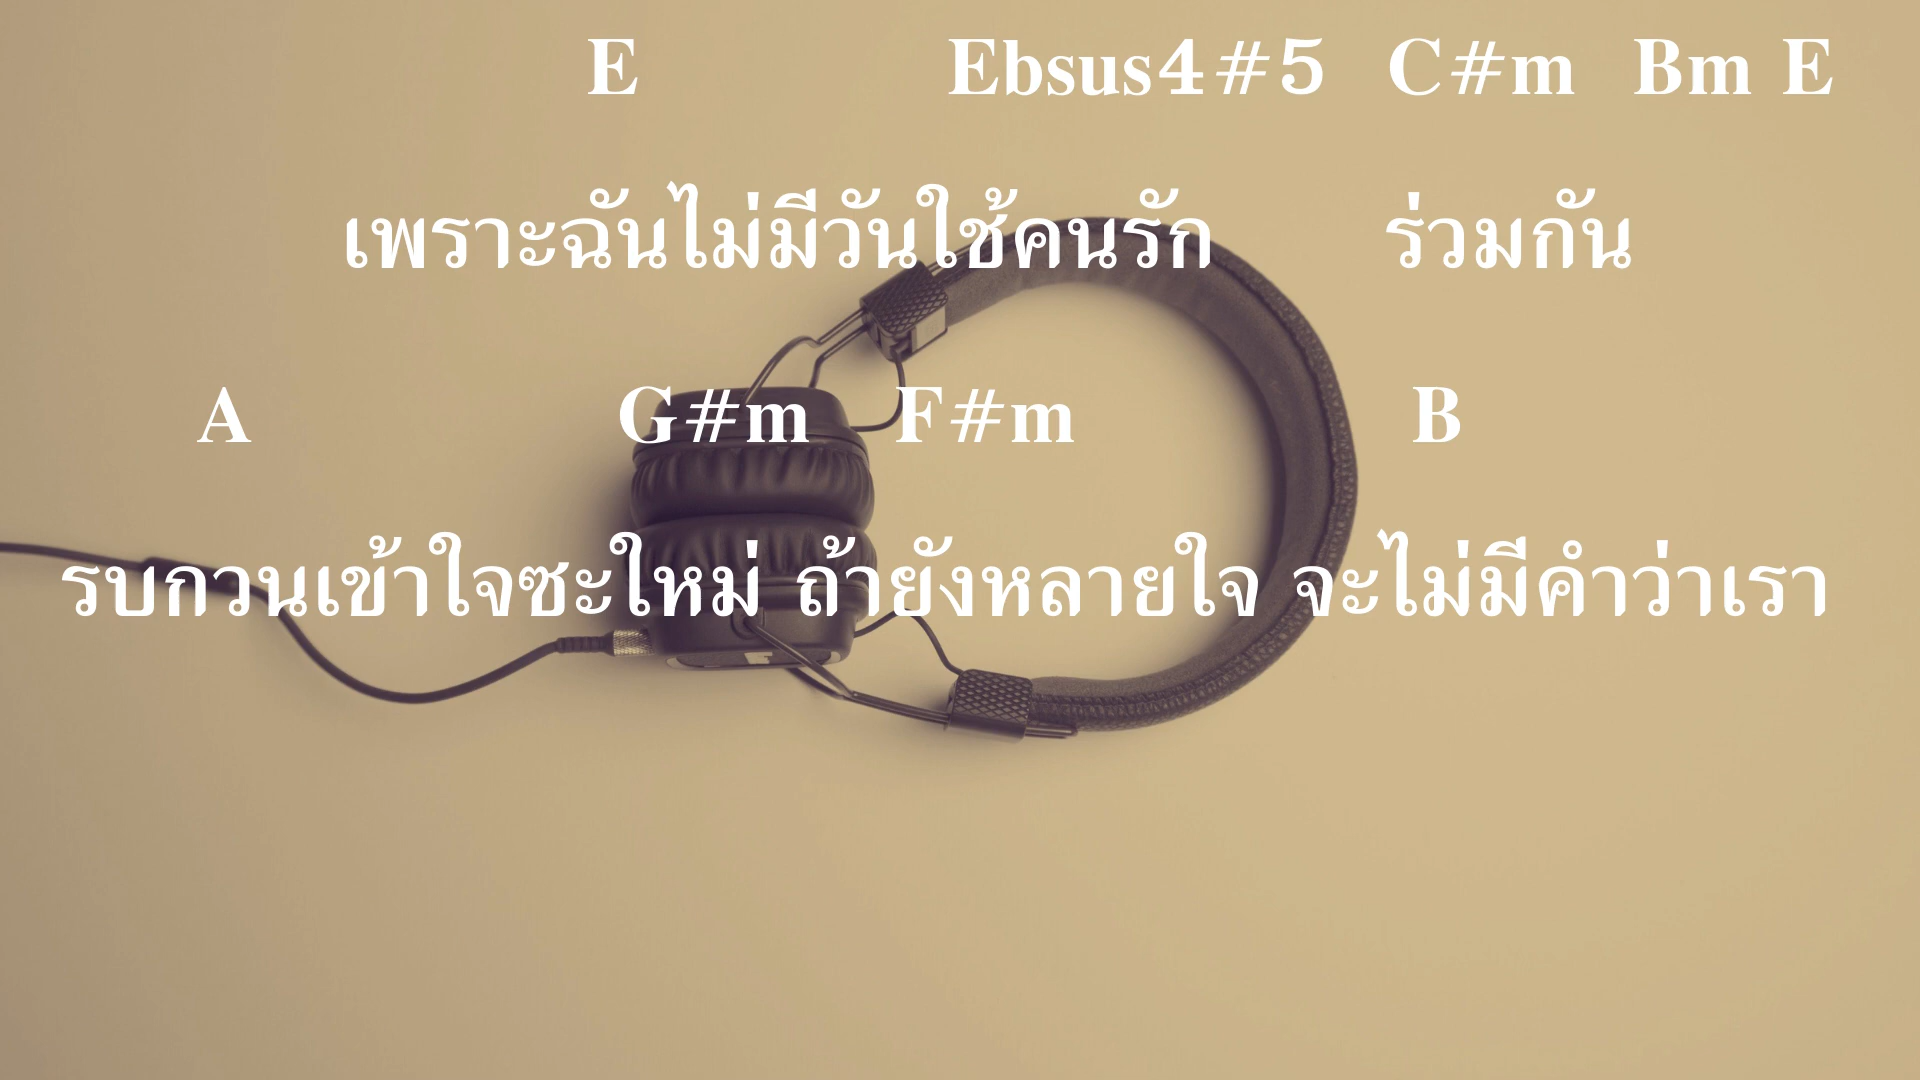 E Ebsus4#5 C#m Bm E
เพราะฉันไม่มีวันใช้คนรัก ร่วมกัน
A G#m F#m B
รบกวนเข้าใจซะใหม่ ถ้ายังหลายใจ จะไม่มีคำว่าเรา